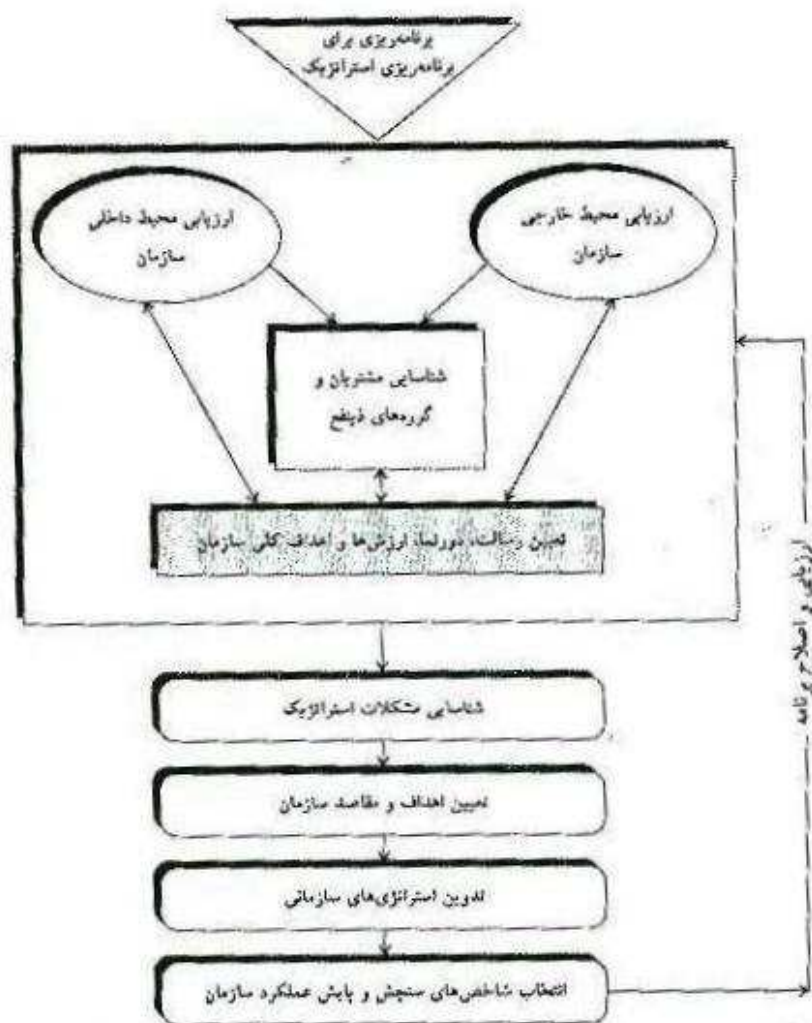 برنامه‌ریزی برای
برنامه‌ریزی استراتژیک
ارزیابی محیط خارجی
سازمان
ارزیابی محیط داخلی
سازمان
شناسایی مشتریان و
گروه‌های ذینفع
تعیین رسالت، دورنما، ارزش‌ها و اهداف کلی سازمان
شناسایی مشکلات استراتژیک
تعیین اهداف و مقاصد سازمان
تدوین استراتژی‌های سازمانی
انتخاب شاخص‌های سنجش و پایش عملکرد سازمان
ارزیابی و اصلاح برنامه